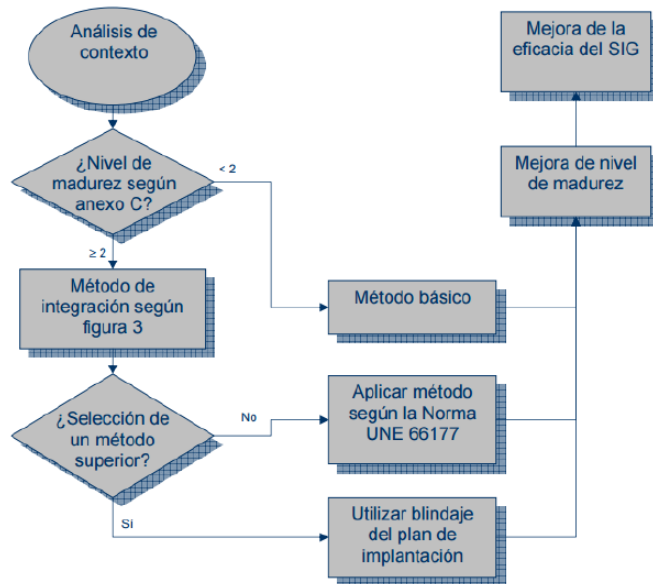 Análisis de
contexto
¿Nivel de
madurez según
anexo C?
< 2
≥ 2
Método de
integración según
figura 3
Método básico
¿Selección de
un método
superior?
No
Aplicar método
según la Norma
UNE 66177
Sí
Utilizar blindaje
del plan de
implantación
Mejora de nivel
de madurez
Mejora de la
eficacia del SIG